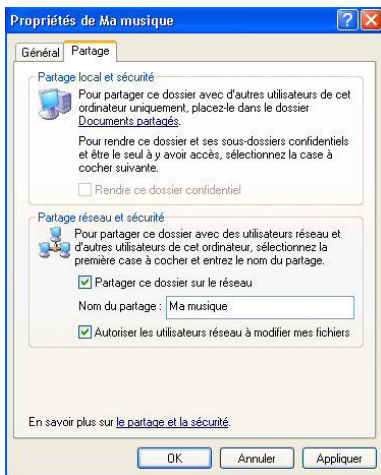 Propriétés de Ma musique
Général Partage
Partage local et sécurité
Pour partager ce dossier avec d'autres utilisateurs de cet
ordinateur uniquement, placez-le dans le dossier
Documents partagés.
Pour rendre ce dossier et ses sous-dossiers confidentiels
et être le seul à y avoir accès, sélectionnez la case à
cocher suivante.
Rendre ce dossier confidentiel
Partage réseau et sécurité
Pour partager ce dossier avec des utilisateurs réseau et
d'autres utilisateurs de cet ordinateur, sélectionnez la
première case à cocher et entrez le nom du partage.
Partager ce dossier sur le réseau
Nom du partage : Ma musique
Autoriser les utilisateurs réseau à modifier mes fichiers
En savoir plus sur le partage et la sécurité.
OK Annuler Appliquer